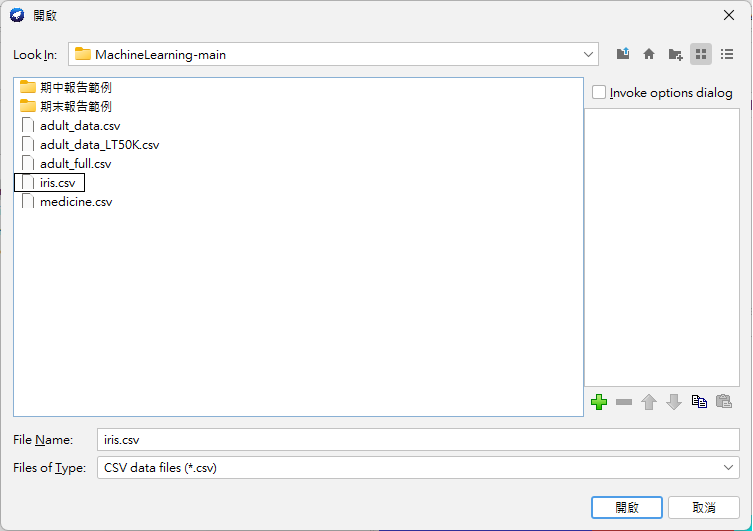 開啟
Look In: MachineLearning-main
期中報告範例
期末報告範例
adult_data.csv
adult_data_LT50K.csv
adult_full.csv
iris.csv
medicine.csv
Invoke options dialog
File Name: iris.csv
Files of Type: CSV data files (*.csv)
開啟 取消